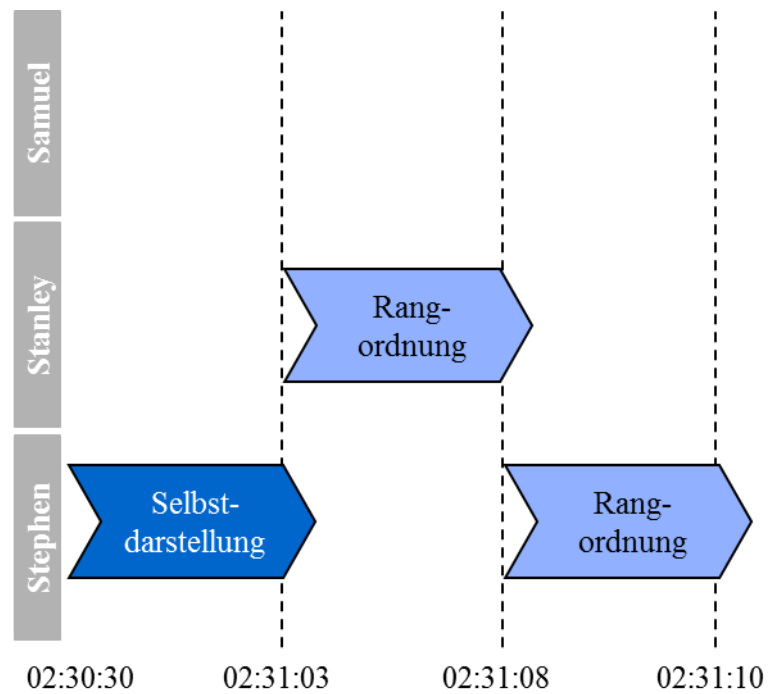 Samuel
Stanley
Rang-
ordnung
Stephen
Selbst-
darstellung
Rang-
ordnung
02:30:30 02:31:03 02:31:08 02:31:10